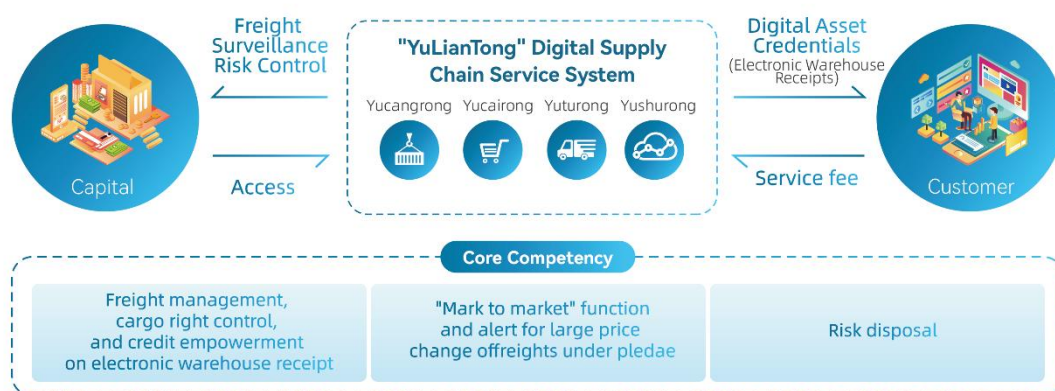 Freight
Surveillance
Risk Control
Access
Capital
"YuLianTong" Digital Supply
Chain Service System
Yucangrong Yucairong Yuturong Yushurong
Digital Asset
Credentials
(Electronic Warehouse
Receipts)
Service fee
Customer
Core Competency
Freight management,
cargo right control,
and credit empowerment
on electronic warehouse receipt
"Mark to market" function
and alert for large price
change offreights under pledae
Risk disposal